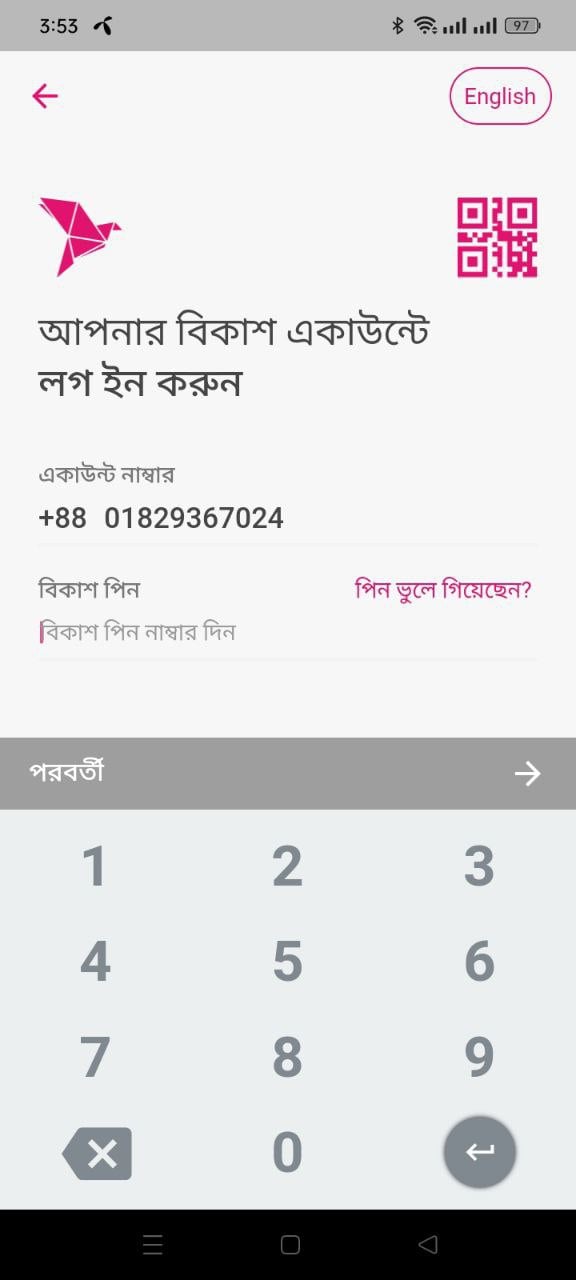 3:53
97
English
আপনার বিকাশ একাউন্টে
লগ ইন করুন
একাউন্ট নাম্বার
+88 01829367024
বিকাশ পিন
পিন ভুলে গিয়েছেন?
বিকাশ পিন নাম্বার দিন
পরবর্তী
1 2 3
4 5 6
7 8 9
0